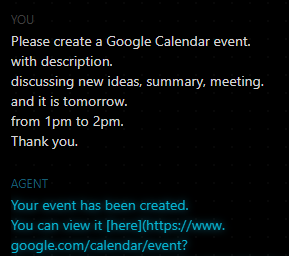 YOU
Please create a Google Calendar event.
with description.
discussing new ideas, summary, meeting.
and it is tomorrow.
from 1pm to 2pm.
Thank you.
AGENT
Your event has been created.
You can view it [here](https://www.
google.com/calendar/event?